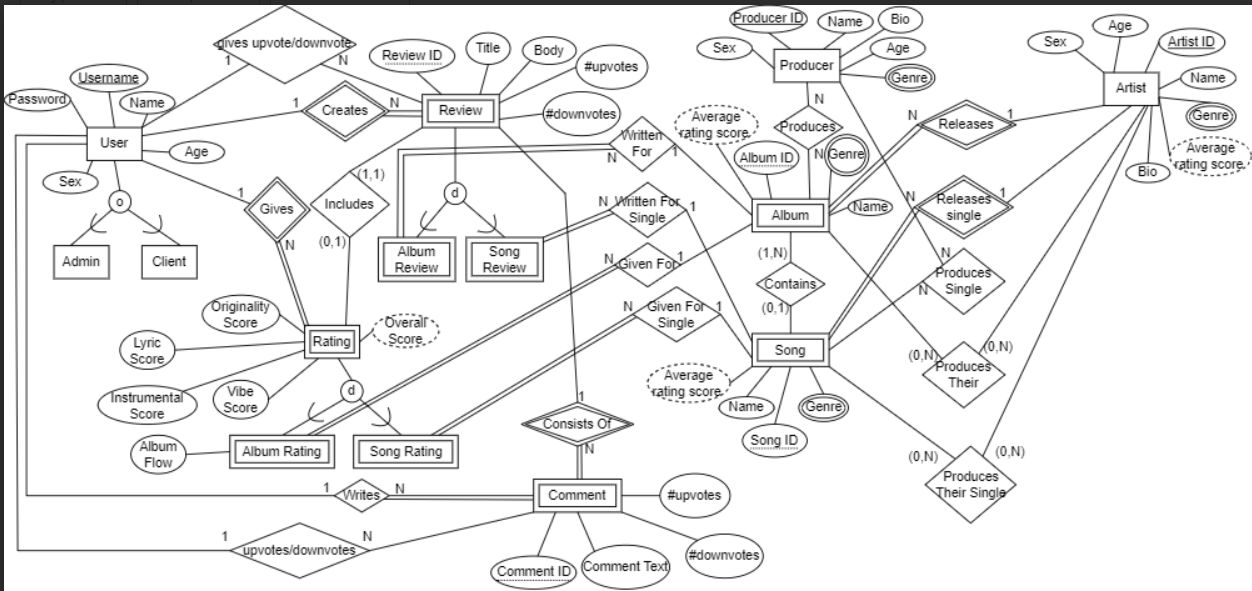 gives upvote/downvote
1
N
Review ID
Title
Body
#upvotes
#downvotes
Username
Password
Name
User
Age
Sex
1
Creates
N
Review
o
Admin
Client
1
Gives
N
(1,1)
Includes
(0,1)
d
Album
Review
Song
Review
Written
For
N
1
N
Written For
Single
1
N
Given For
1
N
Given For
Single
1
Originality
Score
Lyric
Score
Instrumental
Score
Vibe
Score
Rating
Overall
Score
d
Album
Flow
Album Rating
Song Rating
1
Consists Of
N
1
Writes
N
Comment
#upvotes
#downvotes
1
upvotes/downvotes
N
Comment ID
Comment Text
Producer ID
Name
Bio
Sex
Age
Genre
Producer
N
Produces
N
Average
rating score
Album ID
Genre
Album
Name
(1,N)
Contains
(0,1)
Song
Average
rating score
Name
Song ID
Genre
N
Releases
1
N
Releases
single
1
N
Produces
Single
N
(0,N)
Produces
Their
(0,N)
(0,N)
Produces
Their Single
(0,N)
Sex
Age
Artist ID
Artist
Name
Genre
Average
rating score
Bio